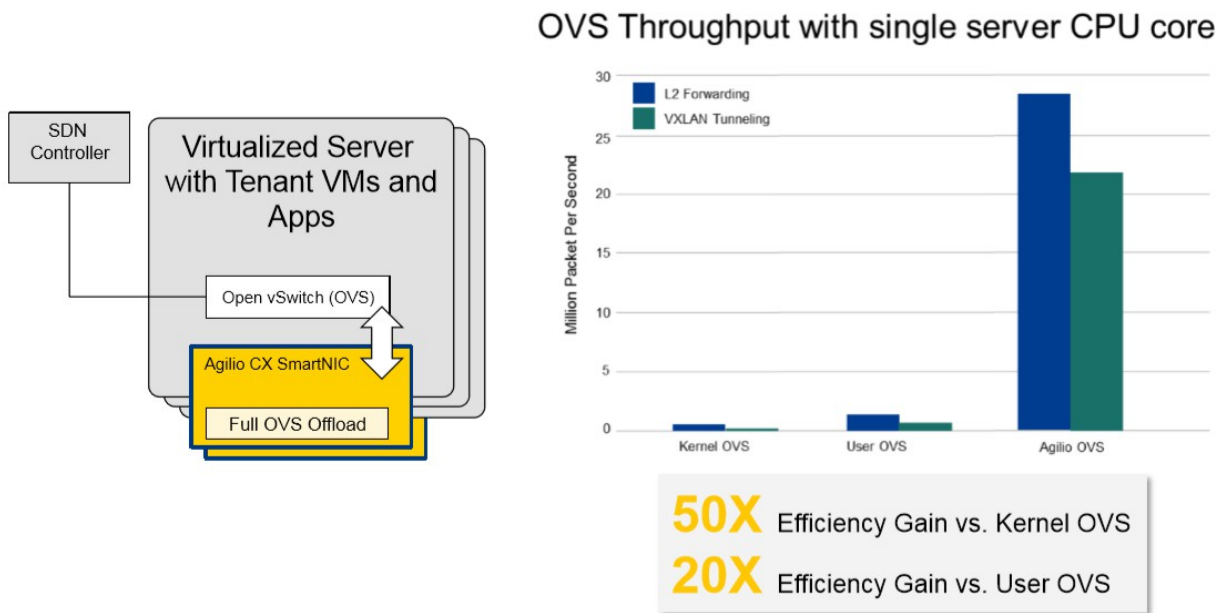 OVS Throughput with single server CPU core
SDN
Controller
Virtualized Server
with Tenant VMs and
Apps
Open vSwitch (OVS)
Agilio CX SmartNIC
Full OVS Offload
L2 Forwarding
VXLAN Tunneling
Million Packet Per Second
30
25
20
15
10
5
0
Kernel OVS
User OVS
Agilio OVS
50X Efficiency Gain vs. Kernel OVS
20X Efficiency Gain vs. User OVS